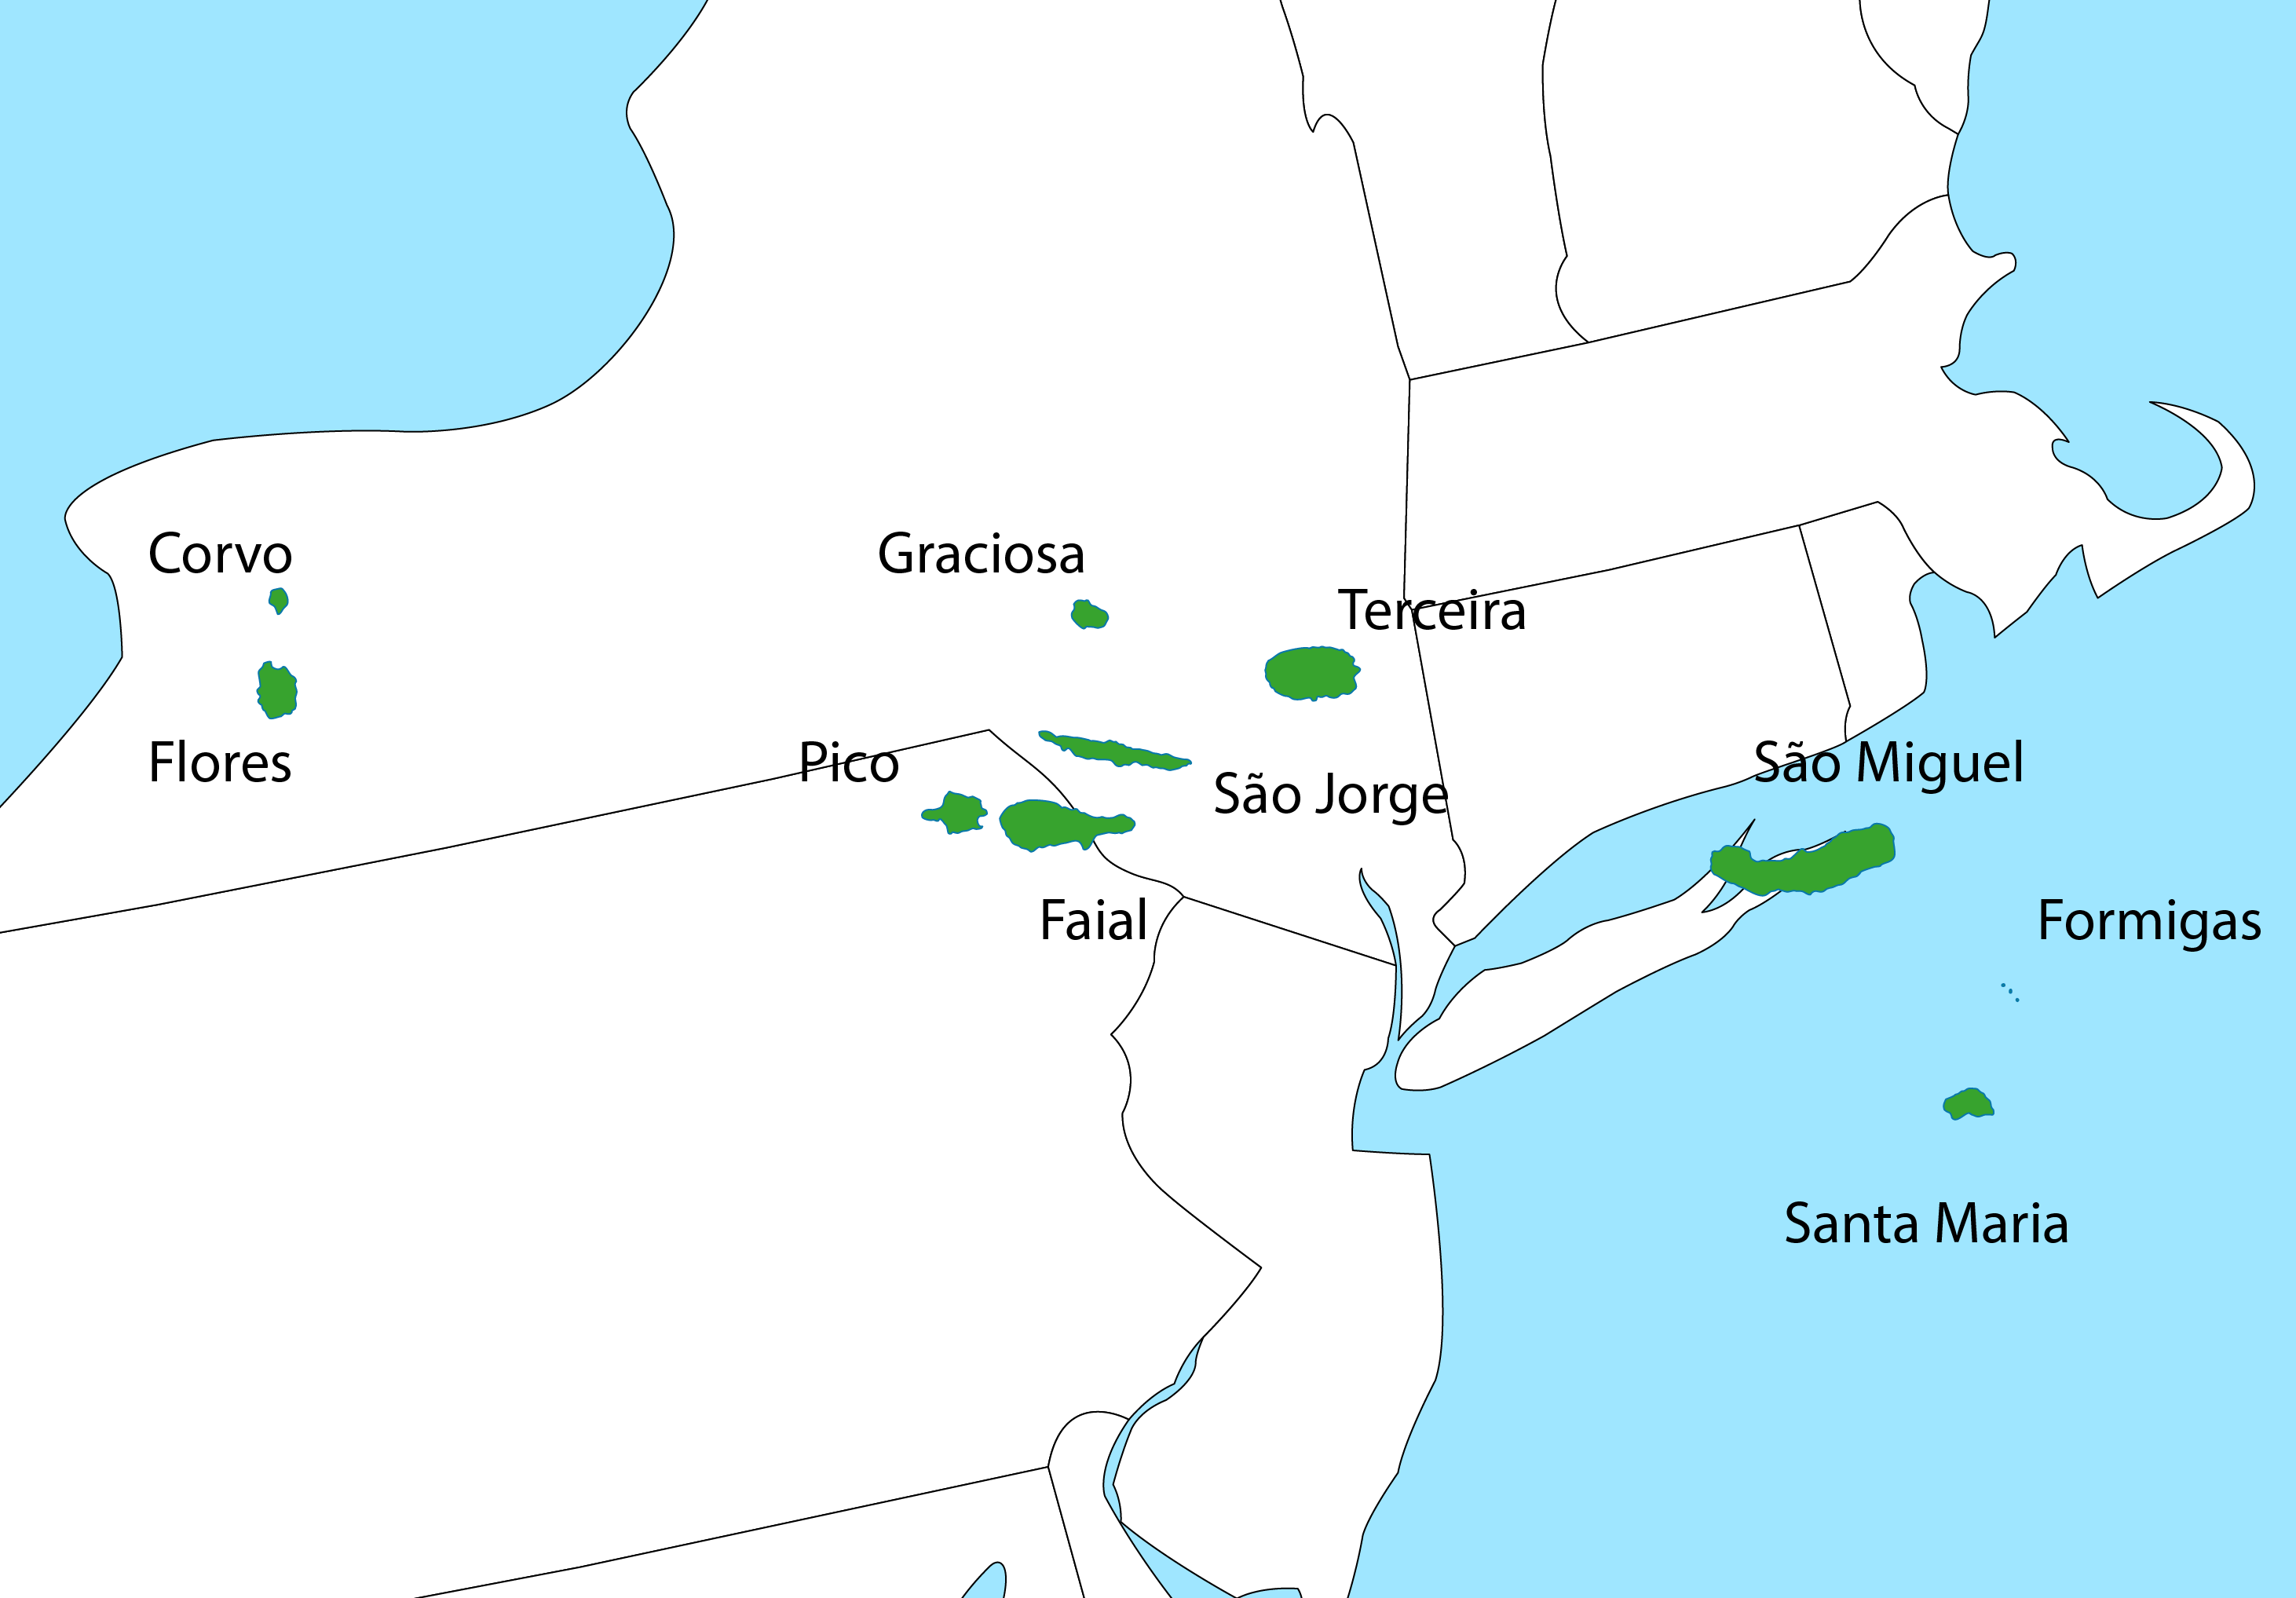 Corvo
Graciosa
Terceira
Flores
Pico
São Miguel
São Jorge
Faial
Formigas
Santa Maria